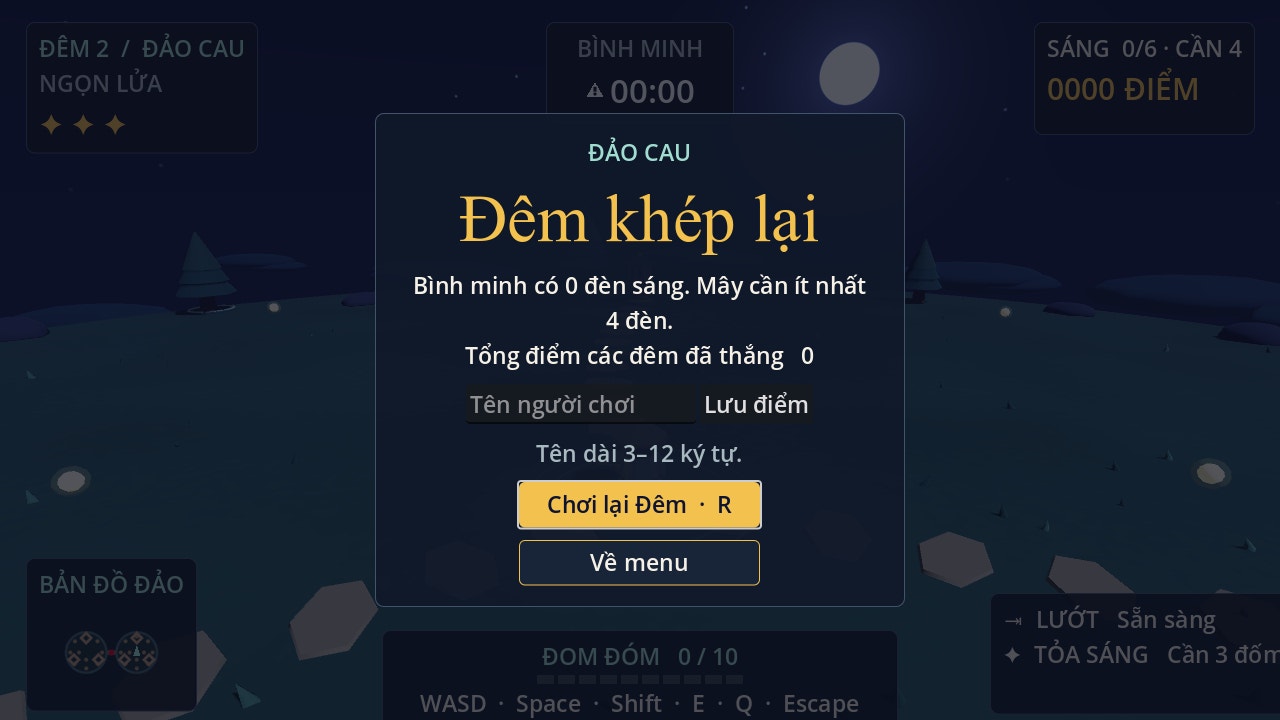 ĐÊM 2 / ĐẢO CAU
NGỌN LỬA
BÌNH MINH
00:00
SÁNG 0/6 · CẦN 4
0000 ĐIỂM
ĐẢO CAU
Đêm khép lại
Bình minh có 0 đèn sáng. Mây cần ít nhất
4 đèn.
Tổng điểm các đêm đã thắng 0
Tên người chơi
Lưu điểm
Tên dài 3–12 ký tự.
Chơi lại Đêm · R
Về menu
BẢN ĐỒ ĐẢO
ĐOM ĐÓM 0 / 10
WASD · Space · Shift · E · Q · Escape
LƯỚT Sẵn sàng
TỎA SÁNG Cần 3 đốm